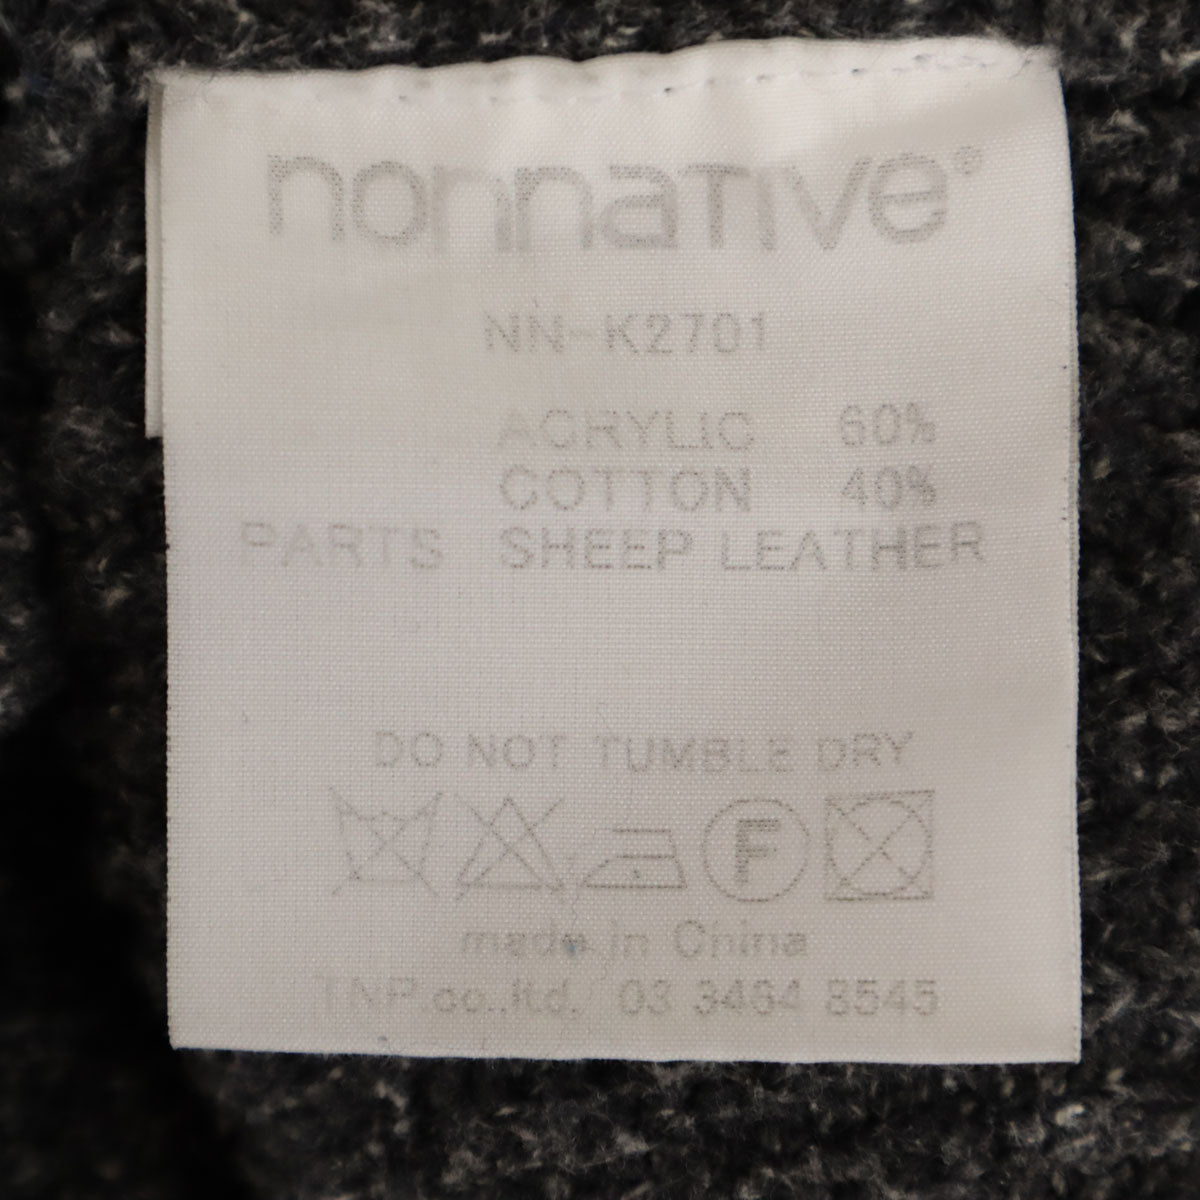 nonnative®
NN-K2701
ACRYLIC 60%
COTTON 40%
PARTS SHEEP LEATHER
DO NOT TUMBLE DRY
F
made in China
TNP.co.,ltd. 03 3464 8545